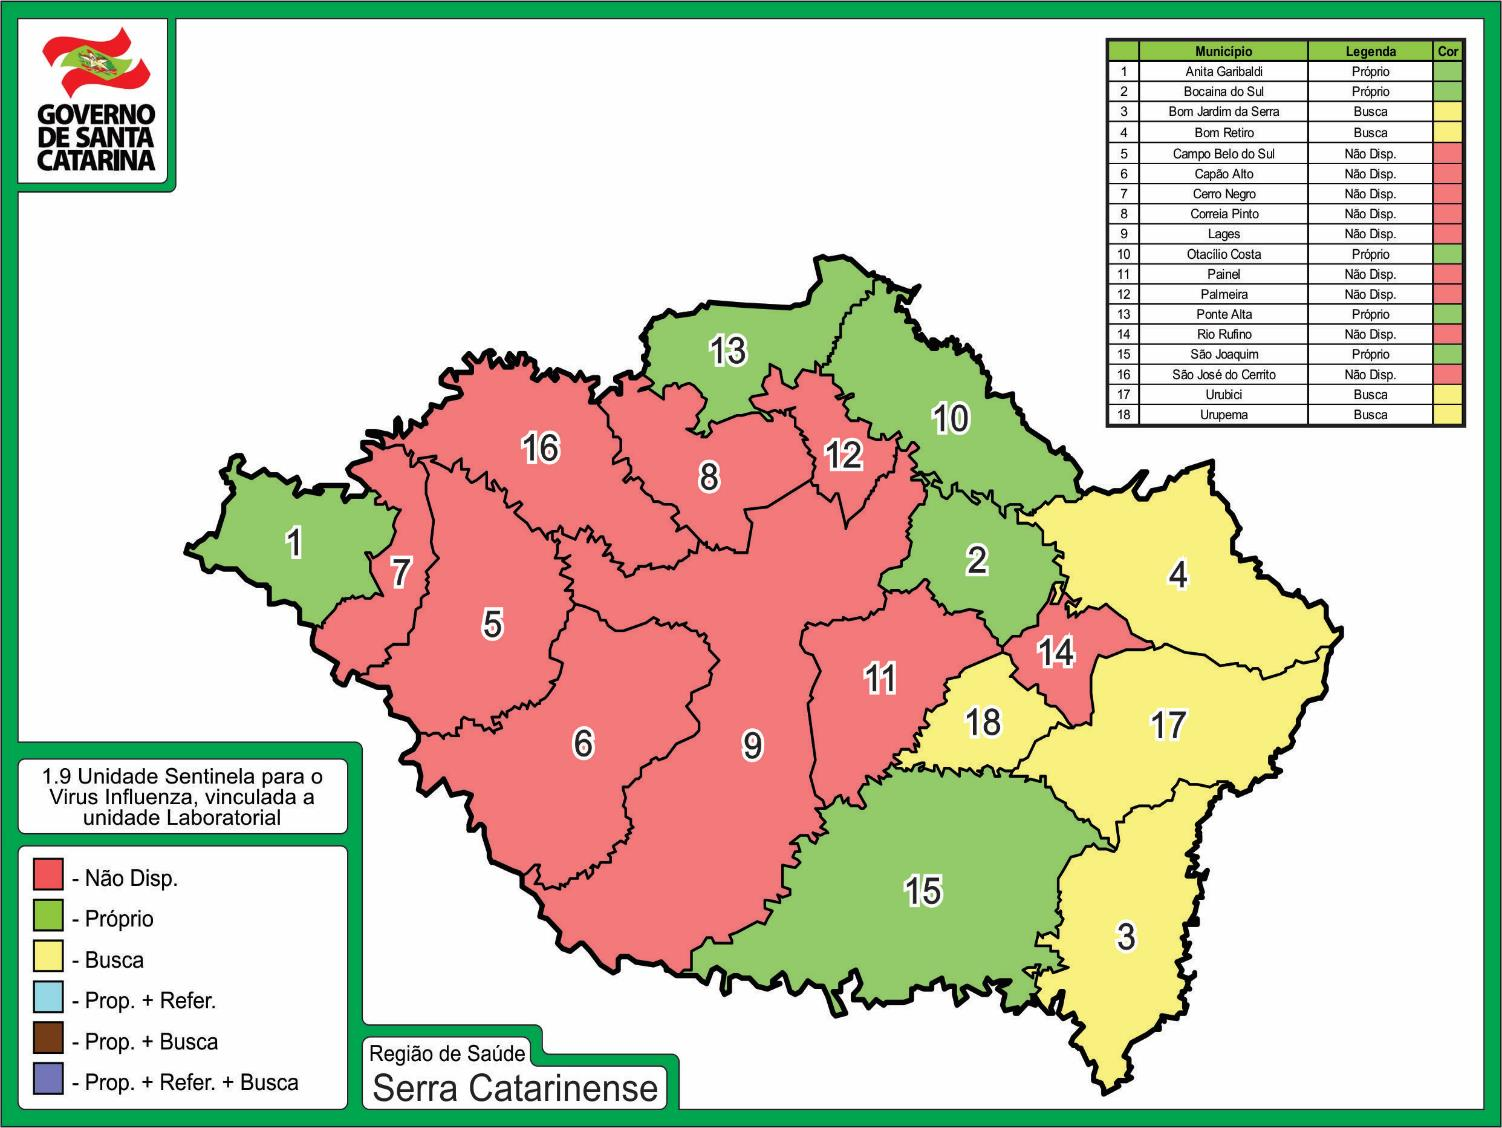 GOVERNO
DE SANTA
CATARINA
Município Legenda Cor
1 Anita Garibaldi Próprio
2 Bocaina do Sul Próprio
3 Bom Jardim da Serra Busca
4 Bom Retiro Busca
5 Campo Belo do Sul Não Disp.
6 Capão Alto Não Disp.
7 Cerro Negro Não Disp.
8 Correia Pinto Não Disp.
9 Lages Não Disp.
10 Otacílio Costa Próprio
11 Painel Não Disp.
12 Palmeira Não Disp.
13 Ponte Alta Próprio
14 Rio Rufino Não Disp.
15 São Joaquim Próprio
16 São José do Cerrito Não Disp.
17 Urubici Busca
18 Urupema Busca
13
10
16
12
8
1
2
7
4
5
14
11
18
17
6
9
15
3
1.9 Unidade Sentinela para o
Virus Influenza, vinculada a
unidade Laboratorial
- Não Disp.
- Próprio
- Busca
- Prop. + Refer.
- Prop. + Busca
- Prop. + Refer. + Busca
Região de Saúde
Serra Catarinense